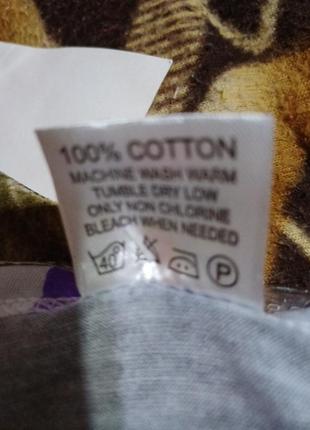 100% COTTON
MACHINE WASH WARM
TUMBLE DRY LOW
ONLY NON CHLORINE
BLEACH WHEN NEEDED
40° P